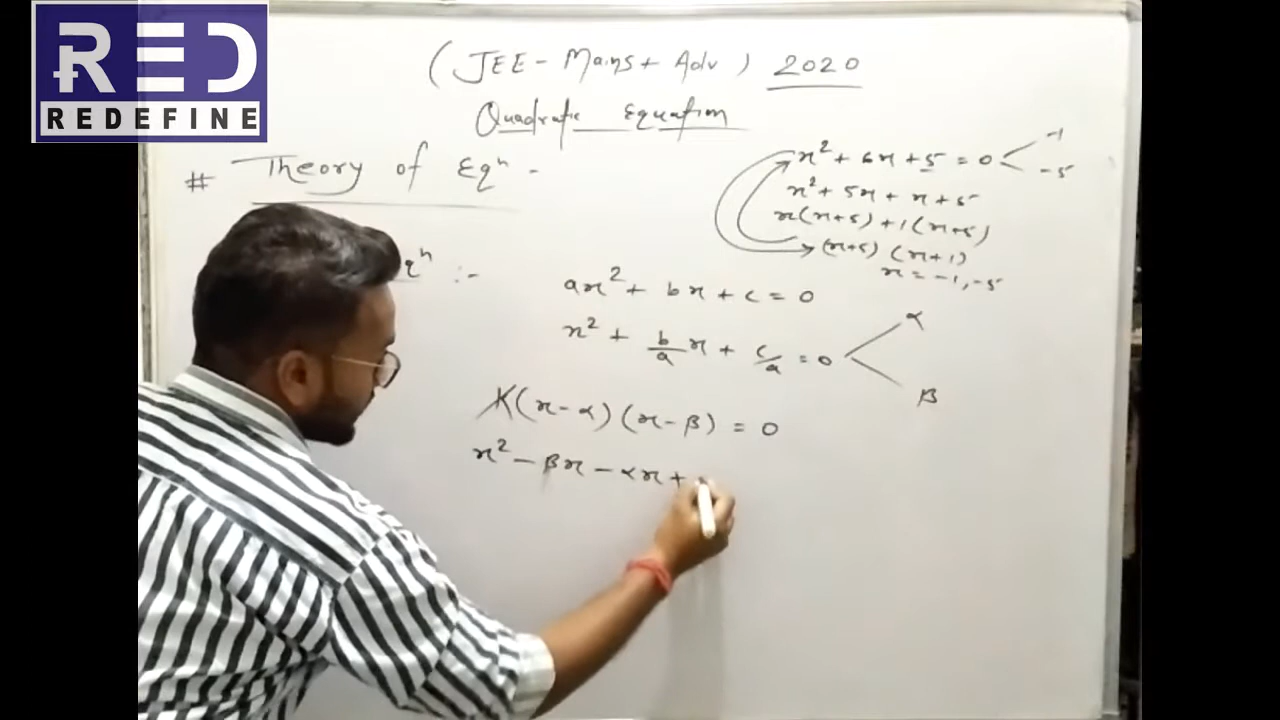 RED
REDEFINE
(JEE - Mains + Adv) 2020
Quadratic Equation
# Theory of Eqⁿ -
qⁿ :-
x² + 6x + 5 = 0 < -1
-5
x² + 5x + x + 5
x(x+5) + 1(x+5)
(x+5) (x+1)
x = -1, -5
ax² + bx + c = 0
x² + b/a x + c/a = 0 < α
β
K(x-α)(x-β) = 0
x² - βx - αx +